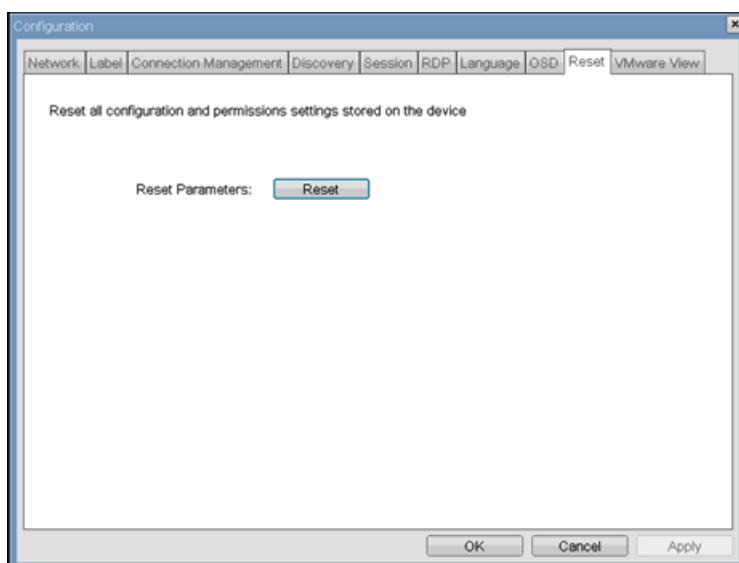 Configuration
Network Label Connection Management Discovery Session RDP Language OSD Reset VMware View
Reset all configuration and permissions settings stored on the device
Reset Parameters: Reset
OK Cancel Apply